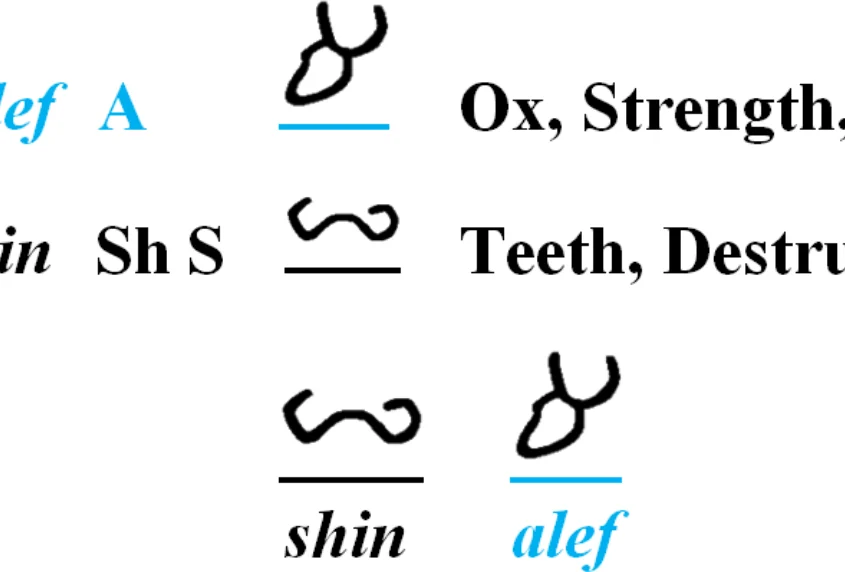 lef A Ox, Strength,
in Sh S Teeth, Destru
shin alef